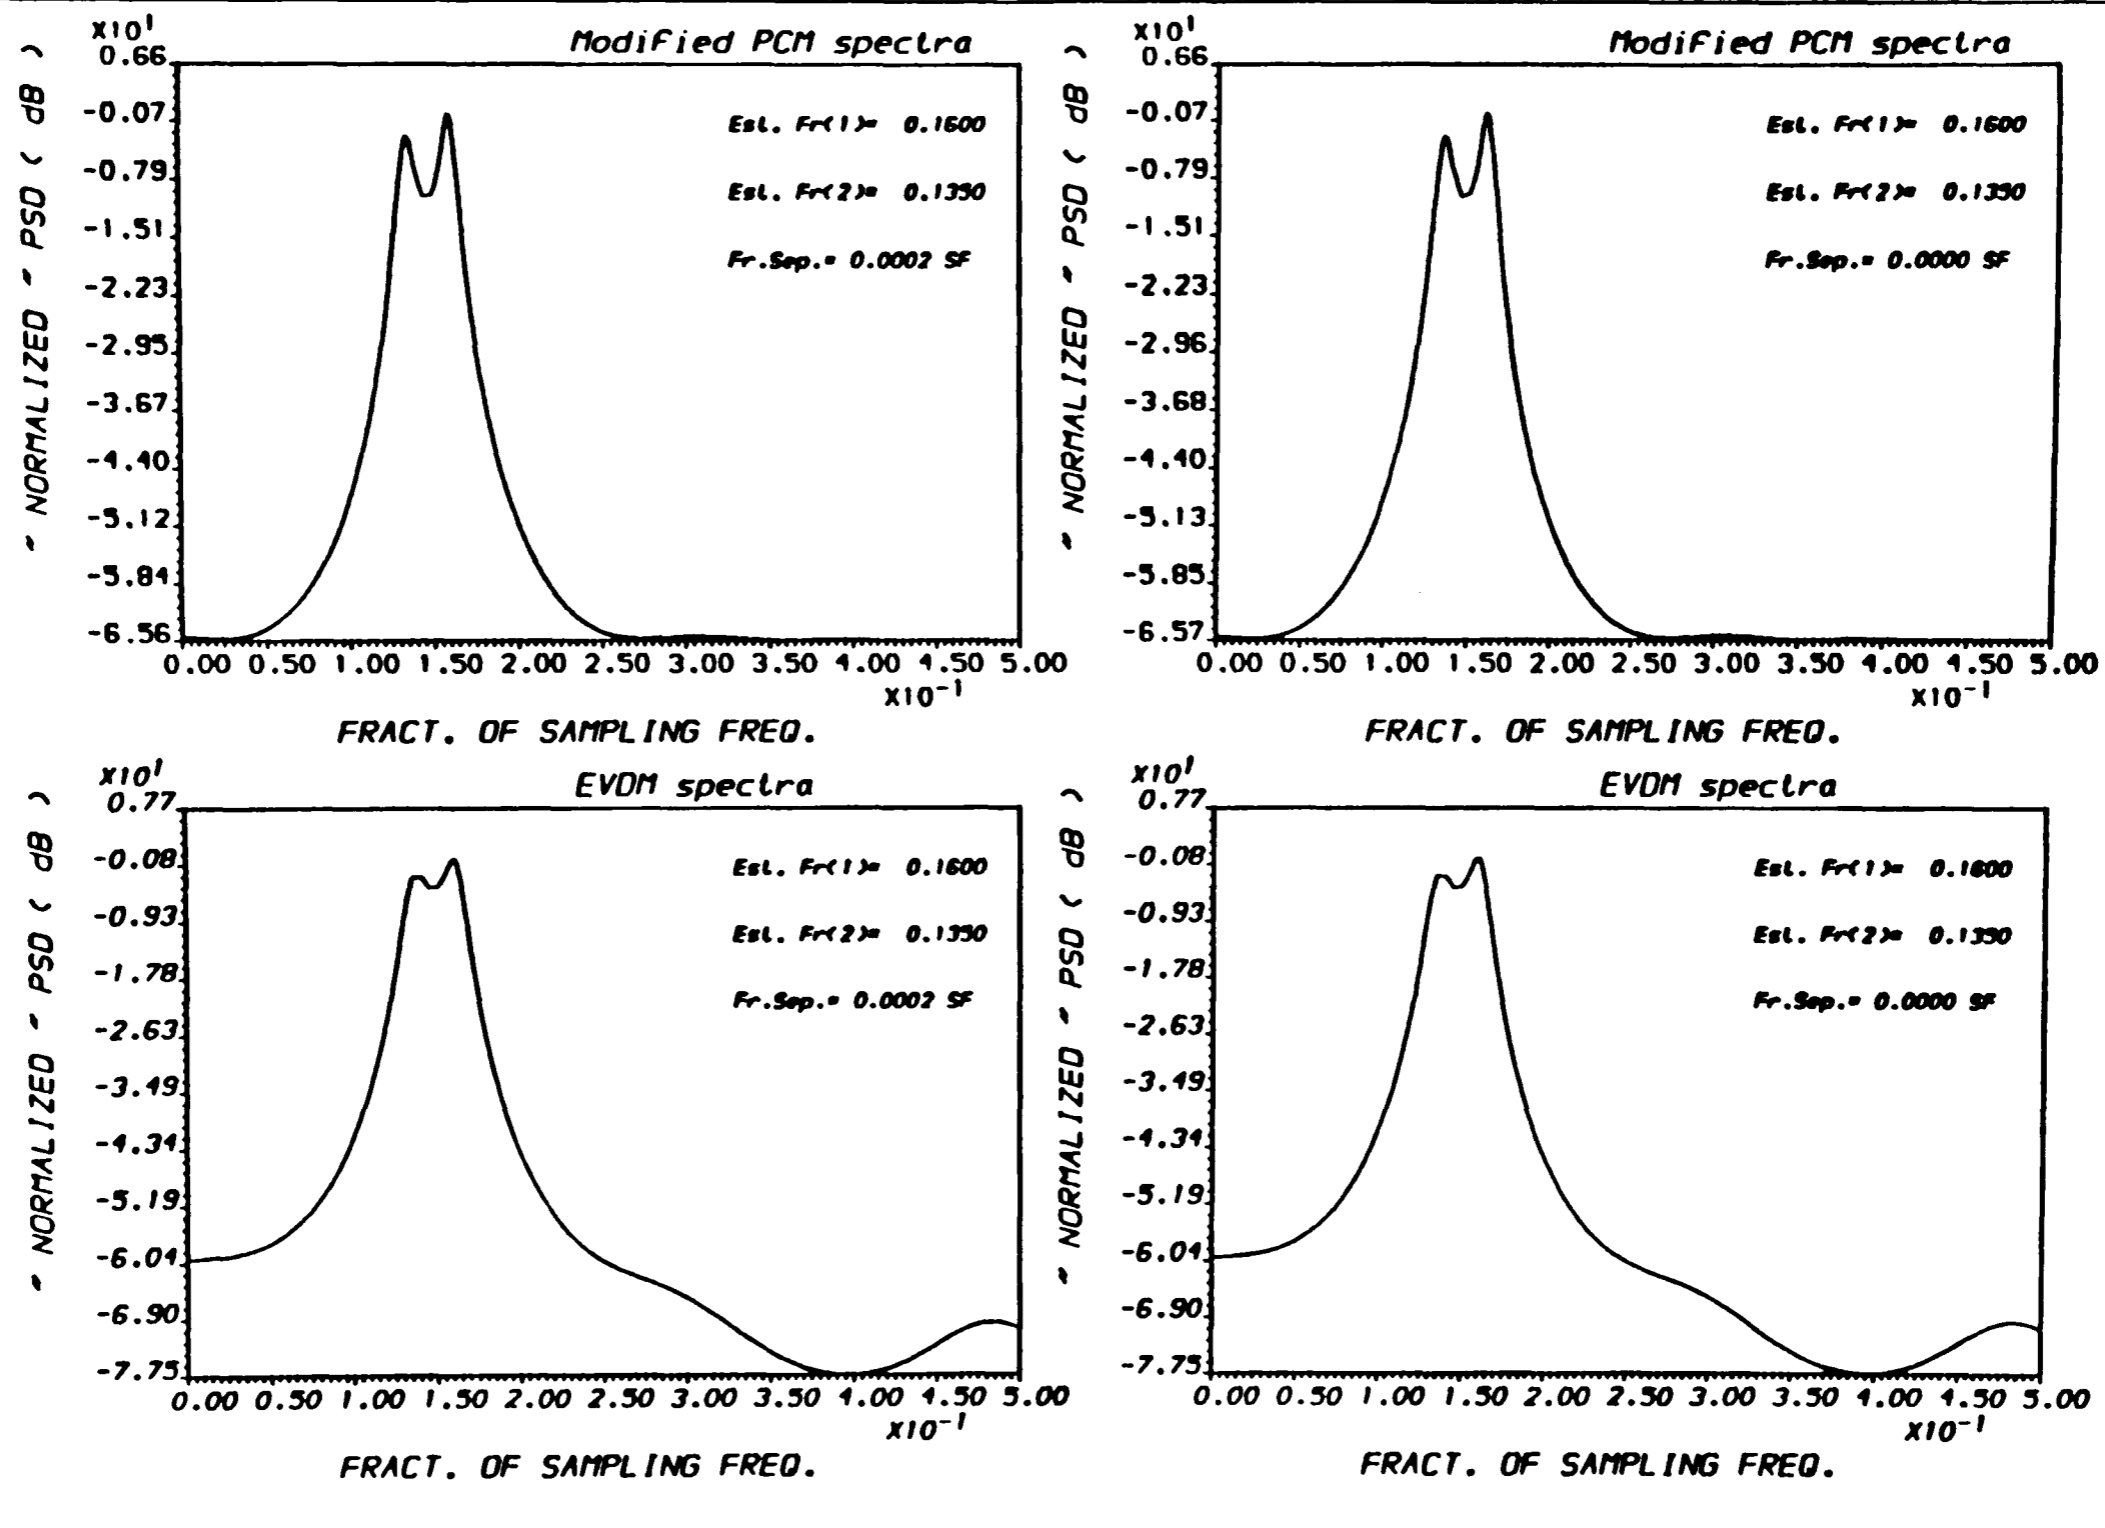 X10¹
Modified PCM spectra
" NORMALIZED " PSD ( dB )
0.66
-0.07
-0.79
-1.51
-2.23
-2.95
-3.67
-4.40
-5.12
-5.84
-6.56
Est. Fr(1)= 0.1600
Est. Fr(2)= 0.1350
Fr.Sep.= 0.0002 SF
0.00 0.50 1.00 1.50 2.00 2.50 3.00 3.50 4.00 4.50 5.00
X10⁻¹
FRACT. OF SAMPLING FREQ.
X10¹
Modified PCM spectra
" NORMALIZED " PSD ( dB )
0.66
-0.07
-0.79
-1.51
-2.23
-2.96
-3.68
-4.40
-5.13
-5.85
-6.57
Est. Fr(1)= 0.1600
Est. Fr(2)= 0.1350
Fr.Sep.= 0.0000 SF
0.00 0.50 1.00 1.50 2.00 2.50 3.00 3.50 4.00 4.50 5.00
X10⁻¹
FRACT. OF SAMPLING FREQ.
X10¹
EVDM spectra
" NORMALIZED " PSD ( dB )
0.77
-0.08
-0.93
-1.78
-2.63
-3.49
-4.34
-5.19
-6.04
-6.90
-7.75
Est. Fr(1)= 0.1600
Est. Fr(2)= 0.1350
Fr.Sep.= 0.0002 SF
0.00 0.50 1.00 1.50 2.00 2.50 3.00 3.50 4.00 4.50 5.00
X10⁻¹
FRACT. OF SAMPLING FREQ.
X10¹
EVDM spectra
" NORMALIZED " PSD ( dB )
0.77
-0.08
-0.93
-1.78
-2.63
-3.49
-4.34
-5.19
-6.04
-6.90
-7.75
Est. Fr(1)= 0.1600
Est. Fr(2)= 0.1350
Fr.Sep.= 0.0000 SF
0.00 0.50 1.00 1.50 2.00 2.50 3.00 3.50 4.00 4.50 5.00
X10⁻¹
FRACT. OF SAMPLING FREQ.